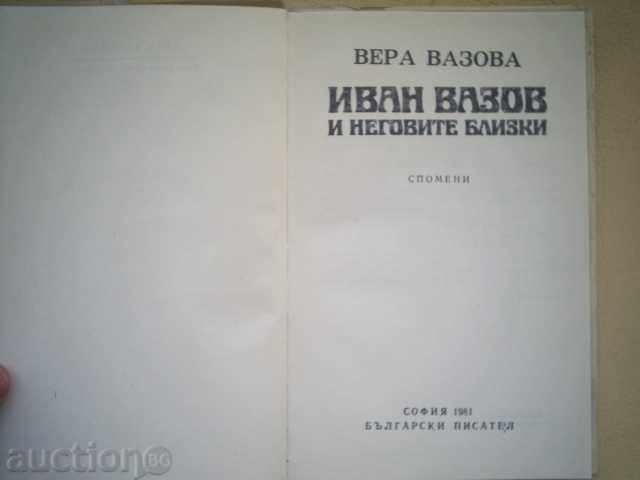 ВЕРА ВАЗОВА
ИВАН ВАЗОВ
И НЕГОВИТЕ БЛИЗКИ
СПОМЕНИ
СОФИЯ 1981
БЪЛГАРСКИ ПИСАТЕЛ
auction.BG